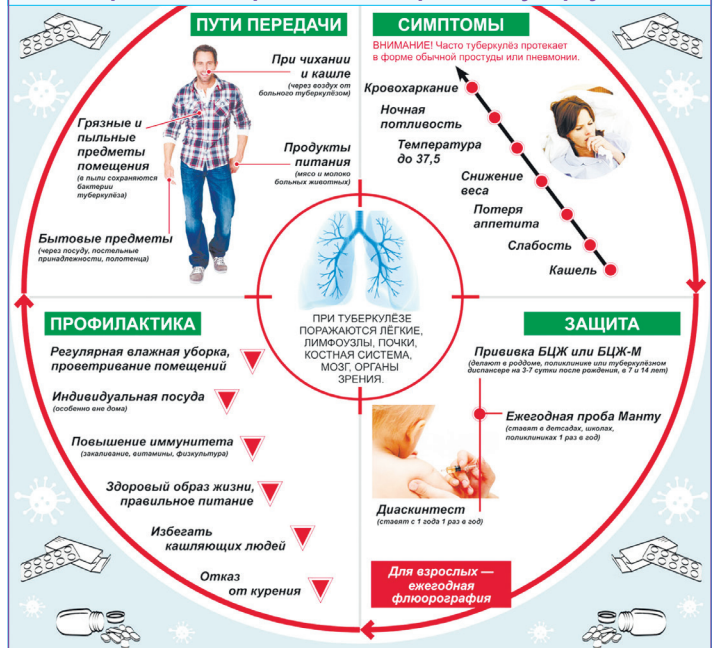 ПУТИ ПЕРЕДАЧИ
При чихании
и кашле
(через воздух от
больного туберкулёзом)
Грязные и
пыльные
предметы
помещения
(в пыли сохраняются
бактерии
туберкулёза)
Продукты
питания
(мясо и молоко
больных животных)
Бытовые предметы
(через посуду, постельные
принадлежности, полотенца)
СИМПТОМЫ
ВНИМАНИЕ! Часто туберкулёз протекает
в форме обычной простуды или пневмонии.
Кровохаркание
Ночная
потливость
Температура
до 37,5
Снижение
веса
Потеря
аппетита
Слабость
Кашель
ПРИ ТУБЕРКУЛЁЗЕ
ПОРАЖАЮТСЯ ЛЁГКИЕ,
ЛИМФОУЗЛЫ, ПОЧКИ,
КОСТНАЯ СИСТЕМА,
МОЗГ, ОРГАНЫ
ЗРЕНИЯ.
ПРОФИЛАКТИКА
Регулярная влажная уборка,
проветривание помещений
Индивидуальная посуда
(особенно вне дома)
Повышение иммунитета
(закаливание, витамины, физкультура)
Здоровый образ жизни,
правильное питание
Избегать
кашляющих людей
Отказ
от курения
ЗАЩИТА
Прививка БЦЖ или БЦЖ-М
(делают в роддоме, поликлинике или туберкулёзном
диспансере на 3-7 сутки после рождения, в 7 и 14 лет)
Ежегодная проба Манту
(ставят в детсадах, школах,
поликлиниках 1 раз в год)
Диаскинтест
(ставят с 1 года 1 раз в год)
Для взрослых —
ежегодная
флюорография